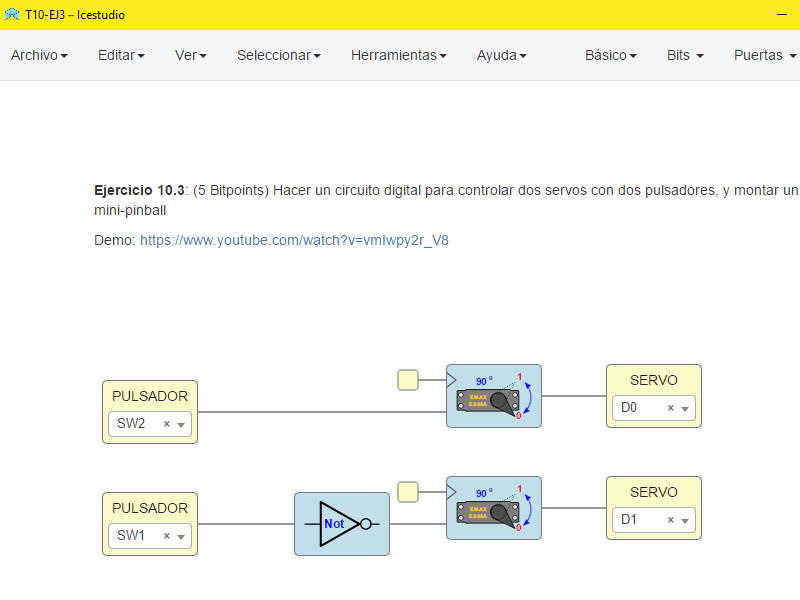 T10-EJ3 – Icestudio
Archivo Editar Ver Seleccionar Herramientas Ayuda Básico Bits Puertas
Ejercicio 10.3: (5 Bitpoints) Hacer un circuito digital para controlar dos servos con dos pulsadores, y montar un
mini-pinball
Demo: https://www.youtube.com/watch?v=vmIwpy2r_V8
PULSADOR
SW2 ×
90 º 1
EMAX
ES08A
0
SERVO
D0 ×
PULSADOR
SW1 ×
Not
90 º 1
EMAX
ES08A
0
SERVO
D1 ×